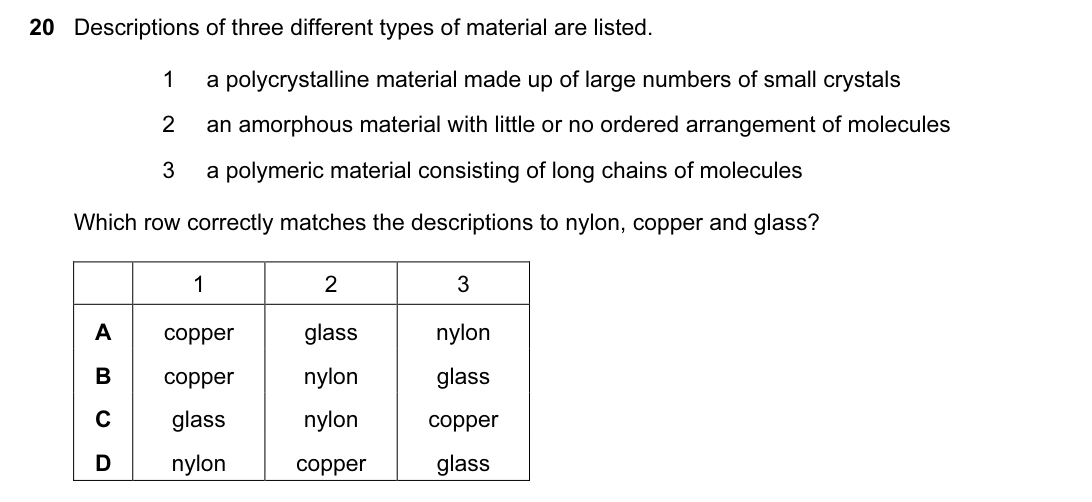 20 Descriptions of three different types of material are listed.
1 a polycrystalline material made up of large numbers of small crystals
2 an amorphous material with little or no ordered arrangement of molecules
3 a polymeric material consisting of long chains of molecules
Which row correctly matches the descriptions to nylon, copper and glass?
1 2 3
A copper glass nylon
B copper nylon glass
C glass nylon copper
D nylon copper glass